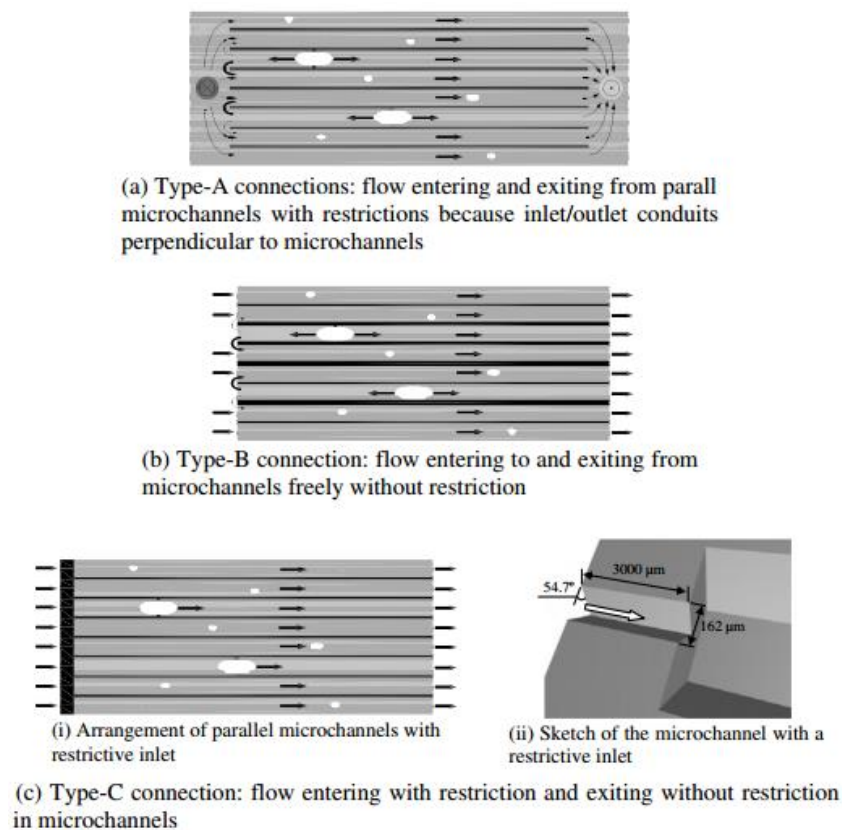 (a) Type-A connections: flow entering and exiting from parall
microchannels with restrictions because inlet/outlet conduits
perpendicular to microchannels
(b) Type-B connection: flow entering to and exiting from
microchannels freely without restriction
3000 µm
54.7°
162 µm
(i) Arrangement of parallel microchannels with
restrictive inlet
(ii) Sketch of the microchannel with a
restrictive inlet
(c) Type-C connection: flow entering with restriction and exiting without restriction
in microchannels